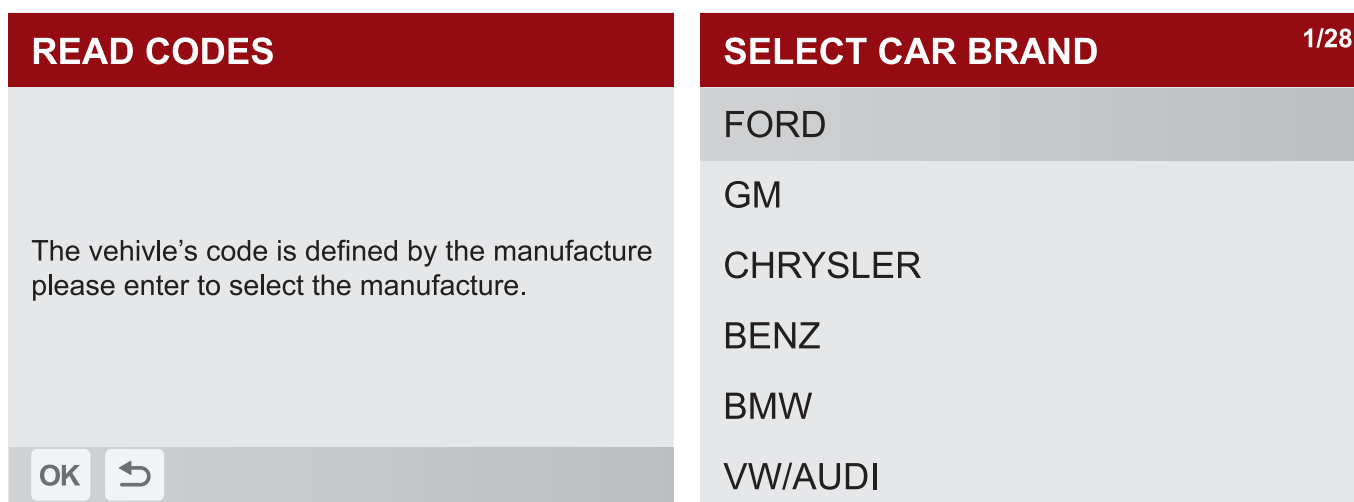 READ CODES
The vehivle's code is defined by the manufacture
please enter to select the manufacture.
OK
SELECT CAR BRAND
1/28
FORD
GM
CHRYSLER
BENZ
BMW
VW/AUDI